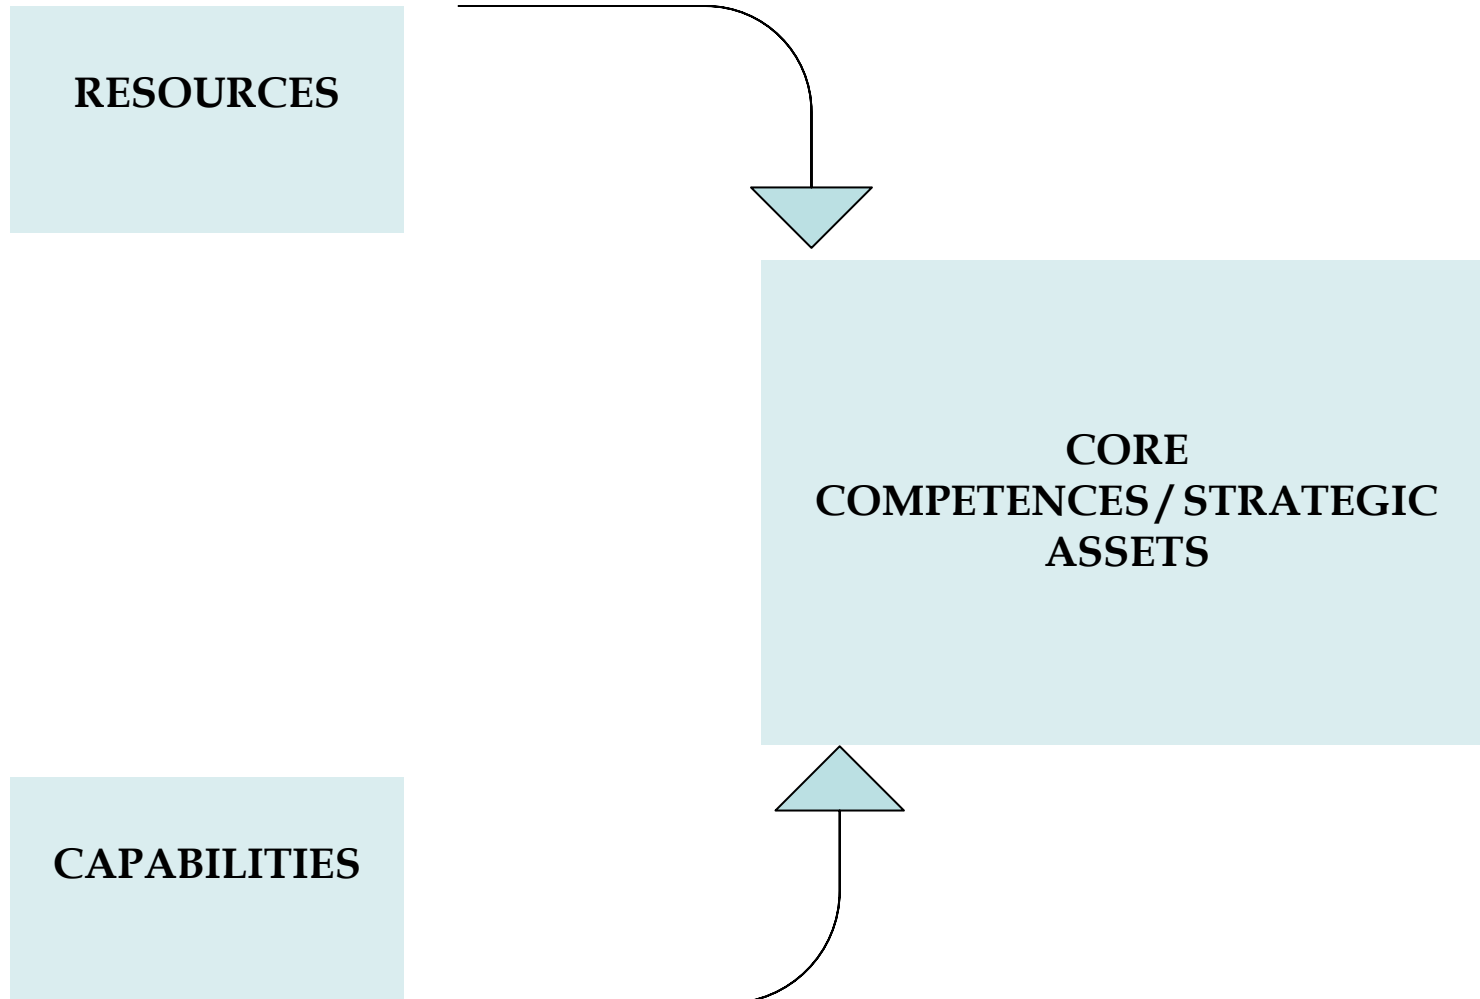 RESOURCES
CORE
COMPETENCES / STRATEGIC
ASSETS
CAPABILITIES